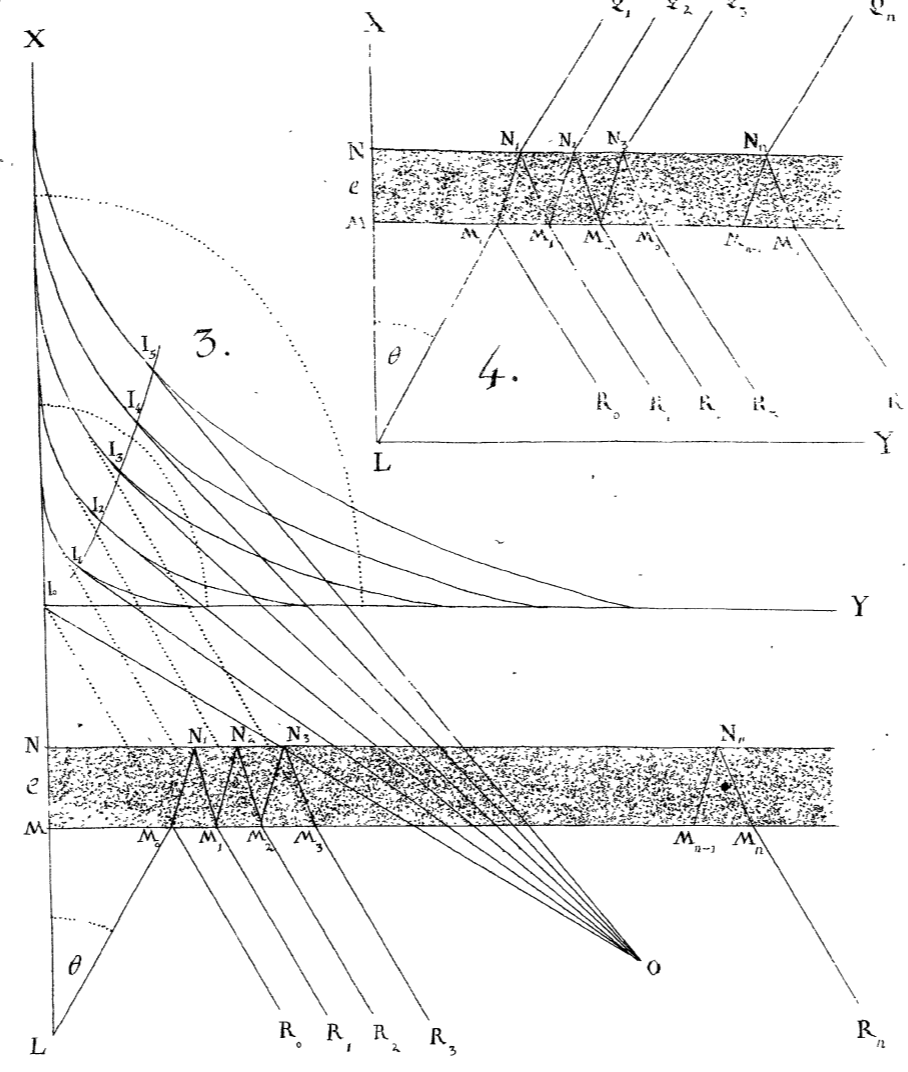 X
X
Q₁ Q₂ Q₃ Qₙ
N N₁ N₂ N₃ Nₙ
e
M M M₁ M₂ M₃ Mₙ₋₁ M
θ
4.
R₀ R₁ R R₃ R
L Y
3.
I₅
I₄
I₃
I₂
I₁
I₀
Y
N N₁ N₂ N₃ Nₙ
e
M M₀ M₁ M₂ M₃ Mₙ₋₁ Mₙ
θ
O
L R₀ R₁ R₂ R₃ Rₙ